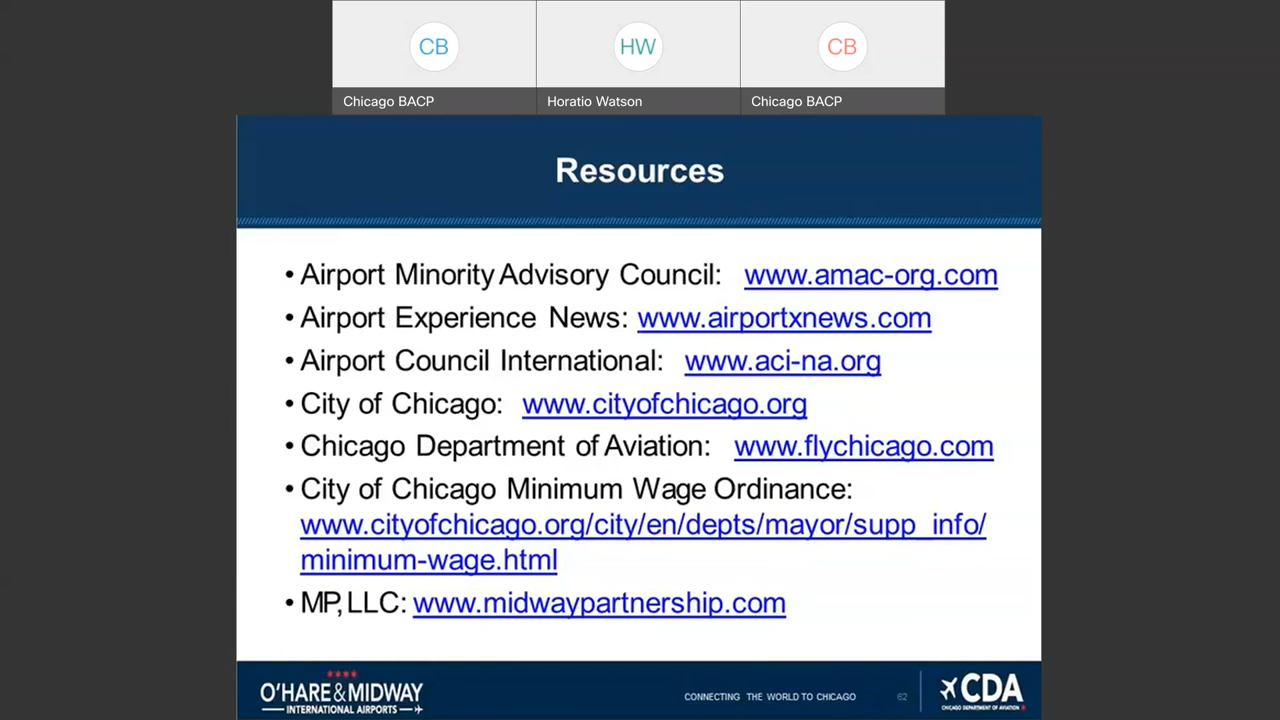 CB
HW
CB
Chicago BACP
Horatio Watson
Chicago BACP
Resources
• Airport Minority Advisory Council: www.amac-org.com
• Airport Experience News: www.airportxnews.com
• Airport Council International: www.aci-na.org
• City of Chicago: www.cityofchicago.org
• Chicago Department of Aviation: www.flychicago.com
• City of Chicago Minimum Wage Ordinance:
www.cityofchicago.org/city/en/depts/mayor/supp_info/
minimum-wage.html
• MP, LLC: www.midwaypartnership.com
O'HARE & MIDWAY
INTERNATIONAL AIRPORTS
CONNECTING THE WORLD TO CHICAGO
62
CDA
CHICAGO DEPARTMENT OF AVIATION